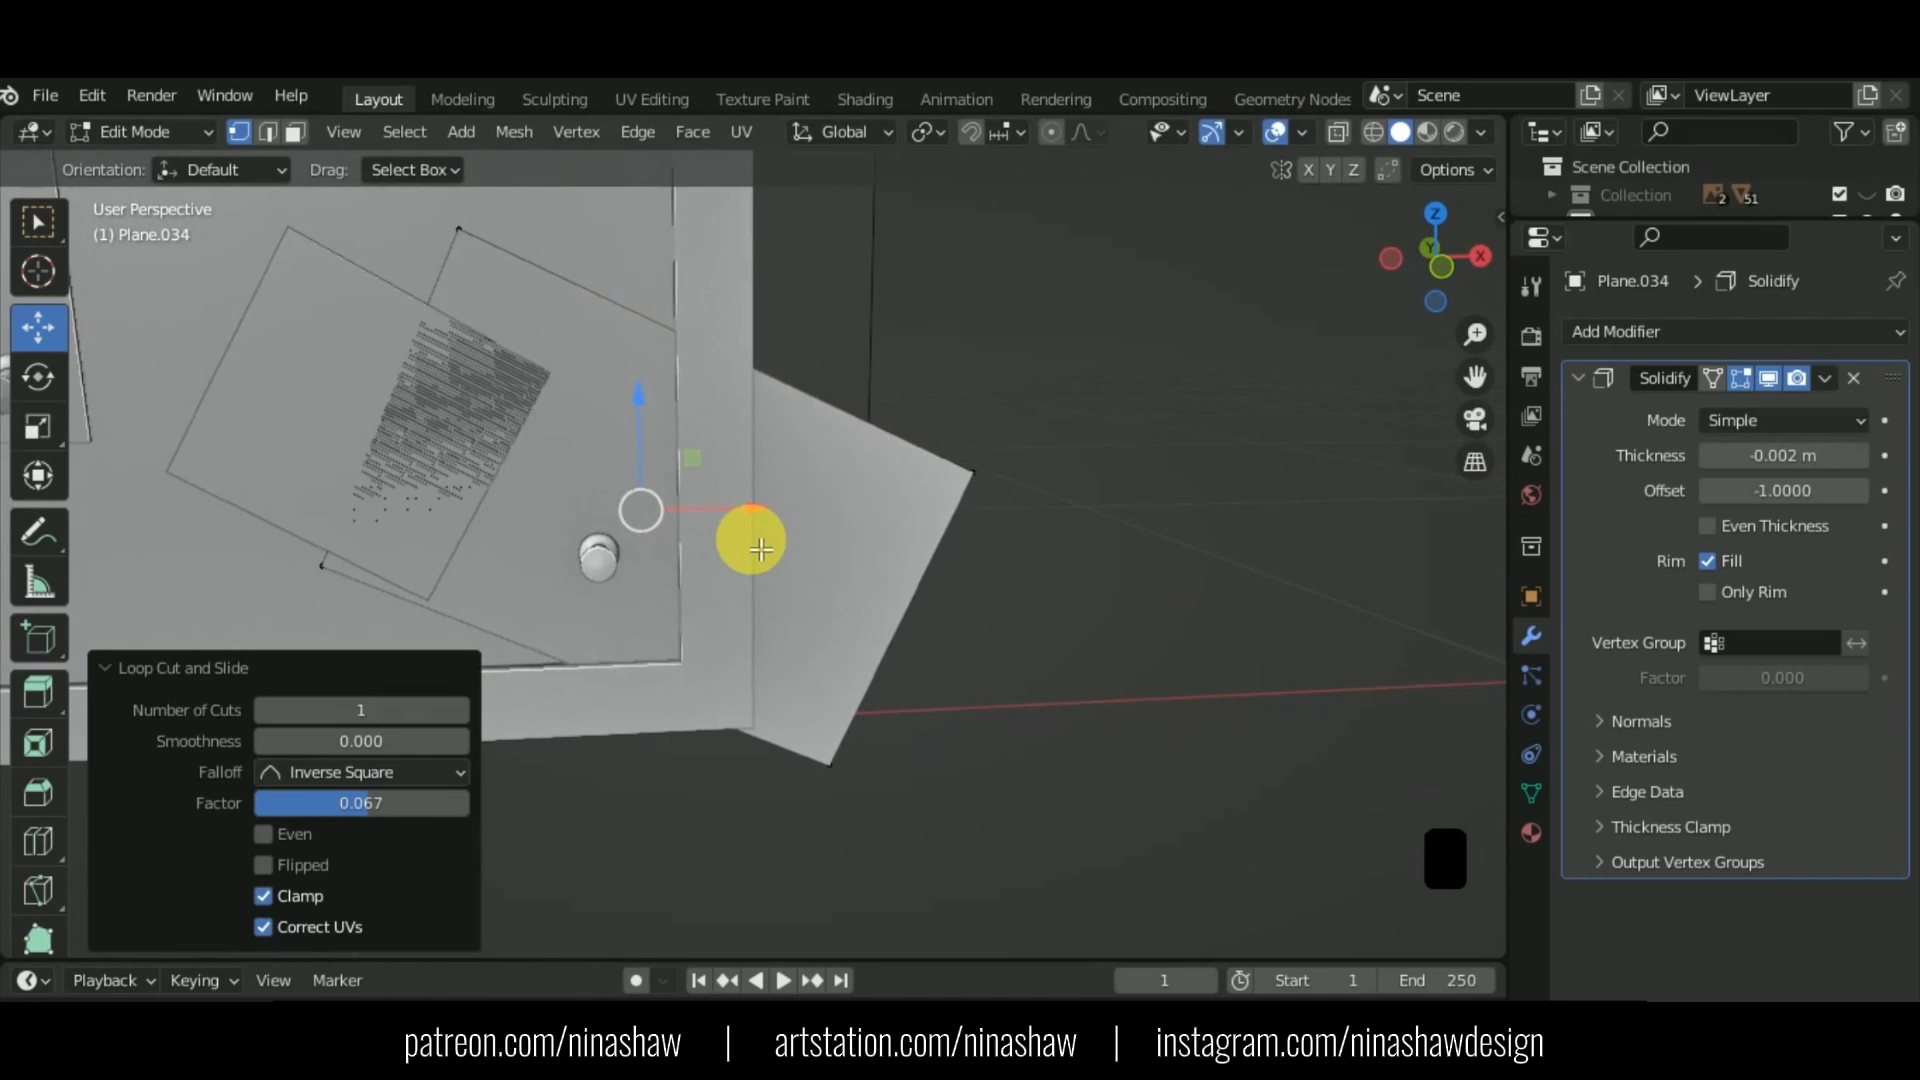 File Edit Render Window Help Layout Modeling Sculpting UV Editing Texture Paint Shading Animation Rendering Compositing Geometry Nodes Scene ViewLayer
Edit Mode View Select Add Mesh Vertex Edge Face UV Global
Orientation: Default Drag: Select Box X Y Z Options
Scene Collection
Collection 2 51
User Perspective
(1) Plane.034
Z
Y
X
Plane.034 > Solidify
Add Modifier
Solidify
Mode Simple
Thickness -0.002 m
Offset -1.0000
Even Thickness
Rim Fill
Only Rim
Vertex Group
Factor 0.000
Normals
Materials
Edge Data
Thickness Clamp
Output Vertex Groups
Loop Cut and Slide
Number of Cuts 1
Smoothness 0.000
Falloff Inverse Square
Factor 0.067
Even
Flipped
Clamp
Correct UVs
Playback Keying View Marker 1 Start 1 End 250
patreon.com/ninashaw | artstation.com/ninashaw | instagram.com/ninashawdesign